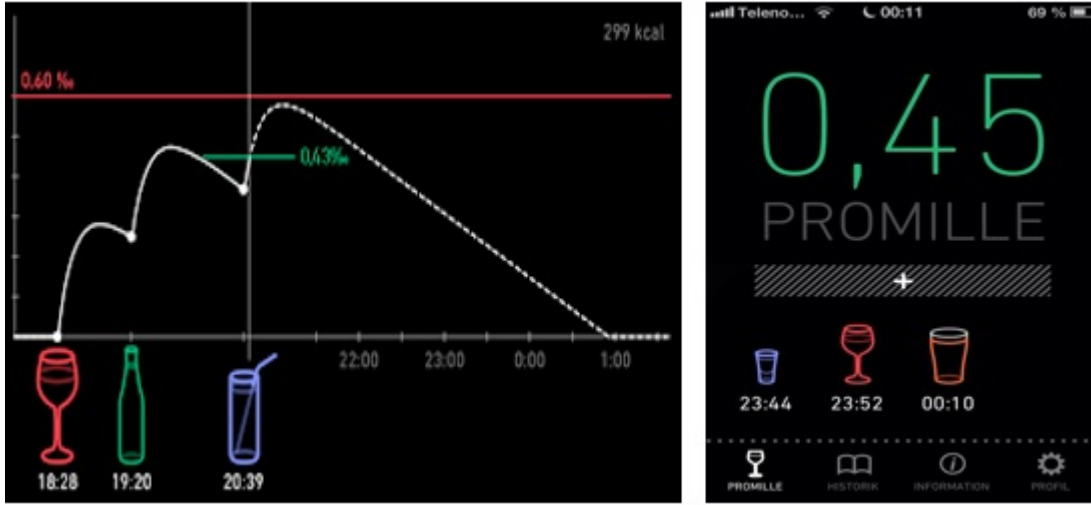 299 kcal
0,60 ‰
0,43‰
22:00 23:00 0:00 1:00
18:28 19:20 20:39
Teleno... 00:11 69 %
0,45
PROMILLE
+
23:44 23:52 00:10
PROMILLE HISTORIK INFORMATION PROFIL